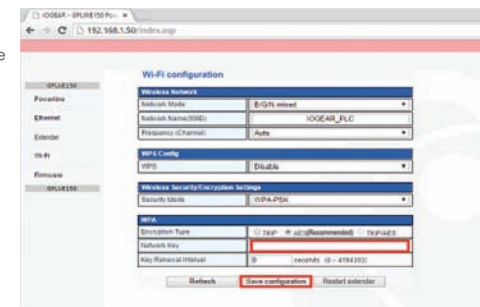 IOGEAR - GPLWE150 Po
192.168.1.50/index.asp
e
GPLWE150
Powerline
Ethernet
Extender
Wi-Fi
Firmware
GPLWE150
Wi-Fi configuration
Wireless Network
Network Mode B/G/N mixed
Network Name(SSID) IOGEAR_PLC
Frequency (Channel) Auto
WPS Config
WPS Disable
Wireless Security/Encryption Settings
Security Mode WPA-PSK
WPA
Encryption Type TKIP AES(Recommended) TKIP/AES
Network Key
Key Renewal Interval 0 seconds (0 ~ 4194303)
Refresh Save configuration Restart extender